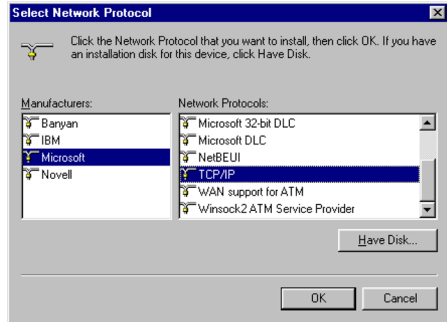 Select Network Protocol
Click the Network Protocol that you want to install, then click OK. If you have
an installation disk for this device, click Have Disk.
Manufacturers:
Banyan
IBM
Microsoft
Novell
Network Protocols:
Microsoft 32-bit DLC
Microsoft DLC
NetBEUI
TCP/IP
WAN support for ATM
Winsock2 ATM Service Provider
Have Disk...
OK
Cancel